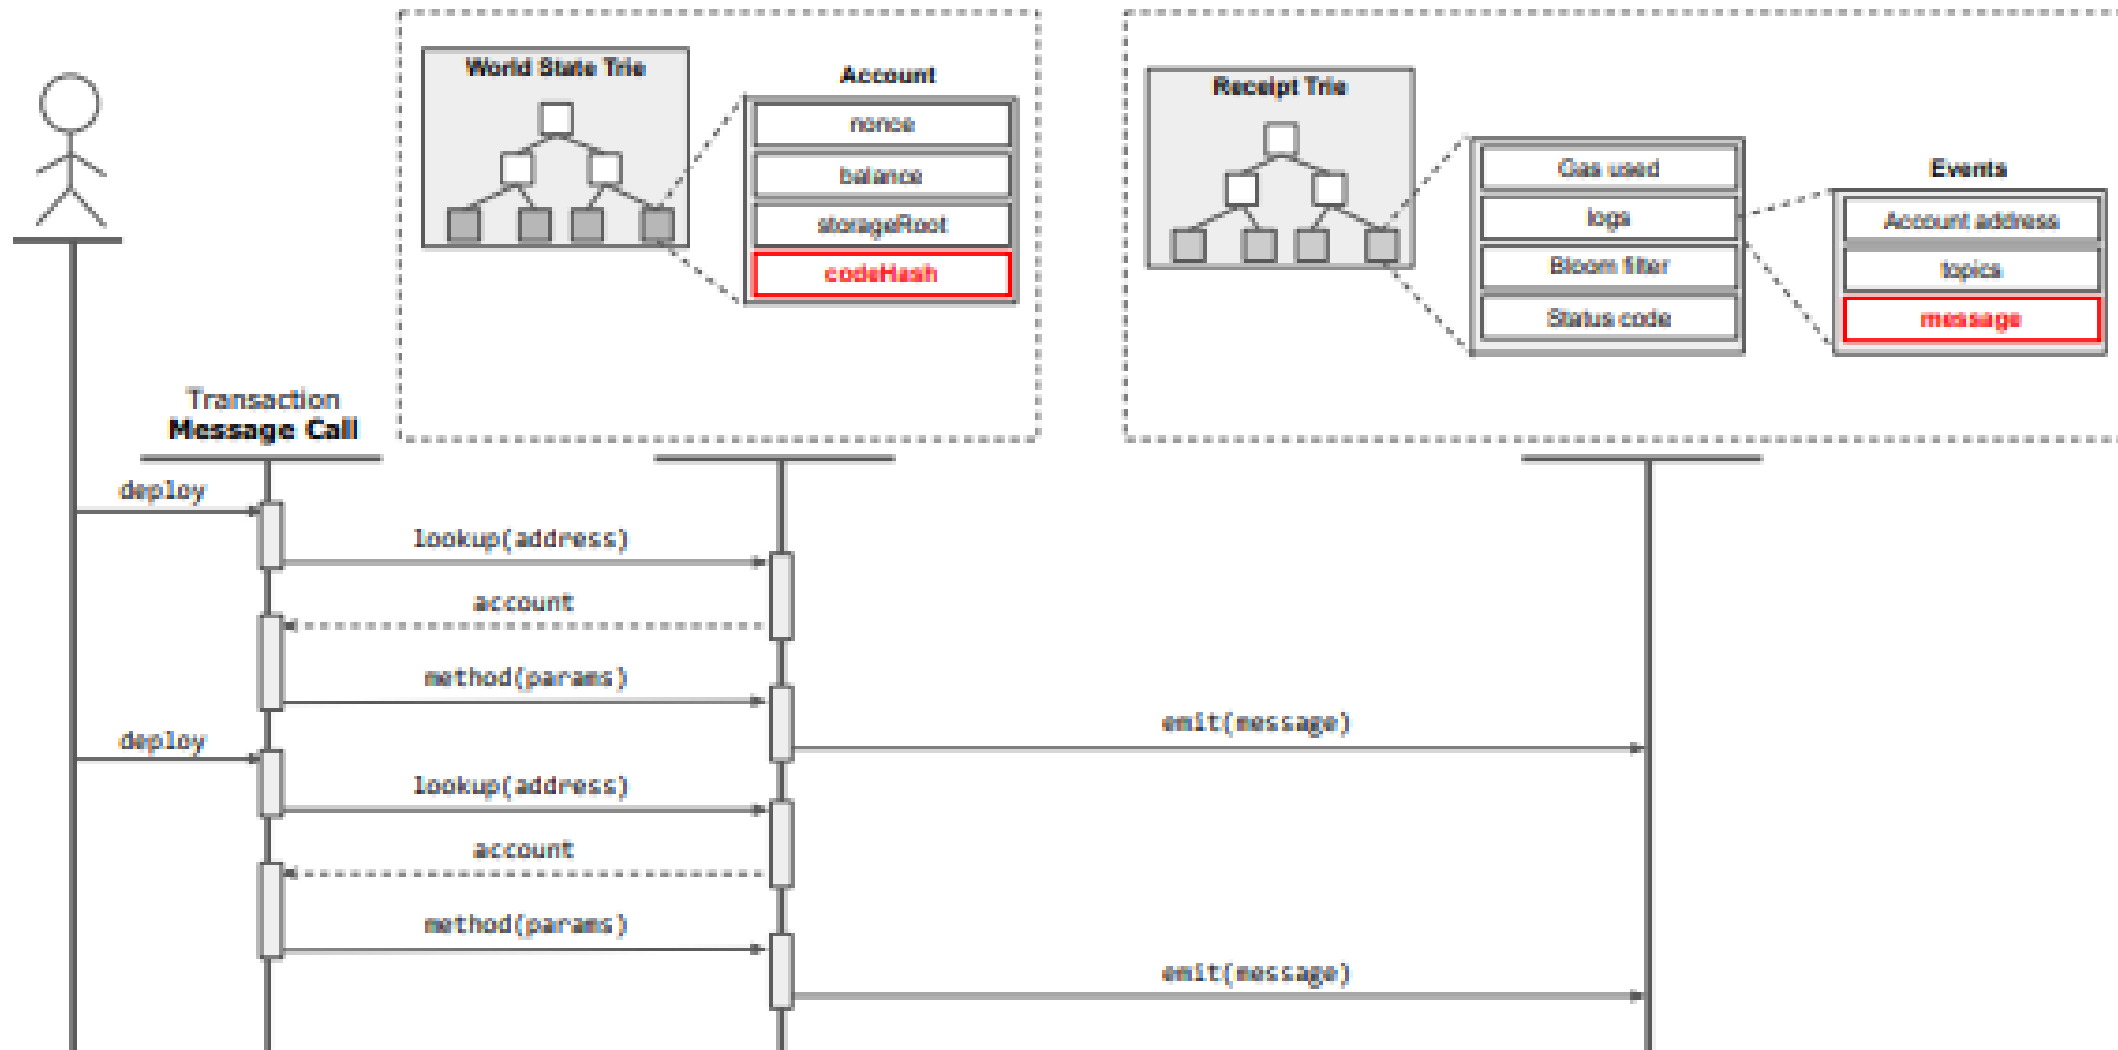 World State Trie
Account
nonce
balance
storageRoot
codeHash
Receipt Trie
Gas used
logs
Bloom filter
Status code
Events
Account address
topics
message
Transaction
Message Call
deploy
lookup(address)
account
method(params)
emit(message)
deploy
lookup(address)
account
method(params)
emit(message)